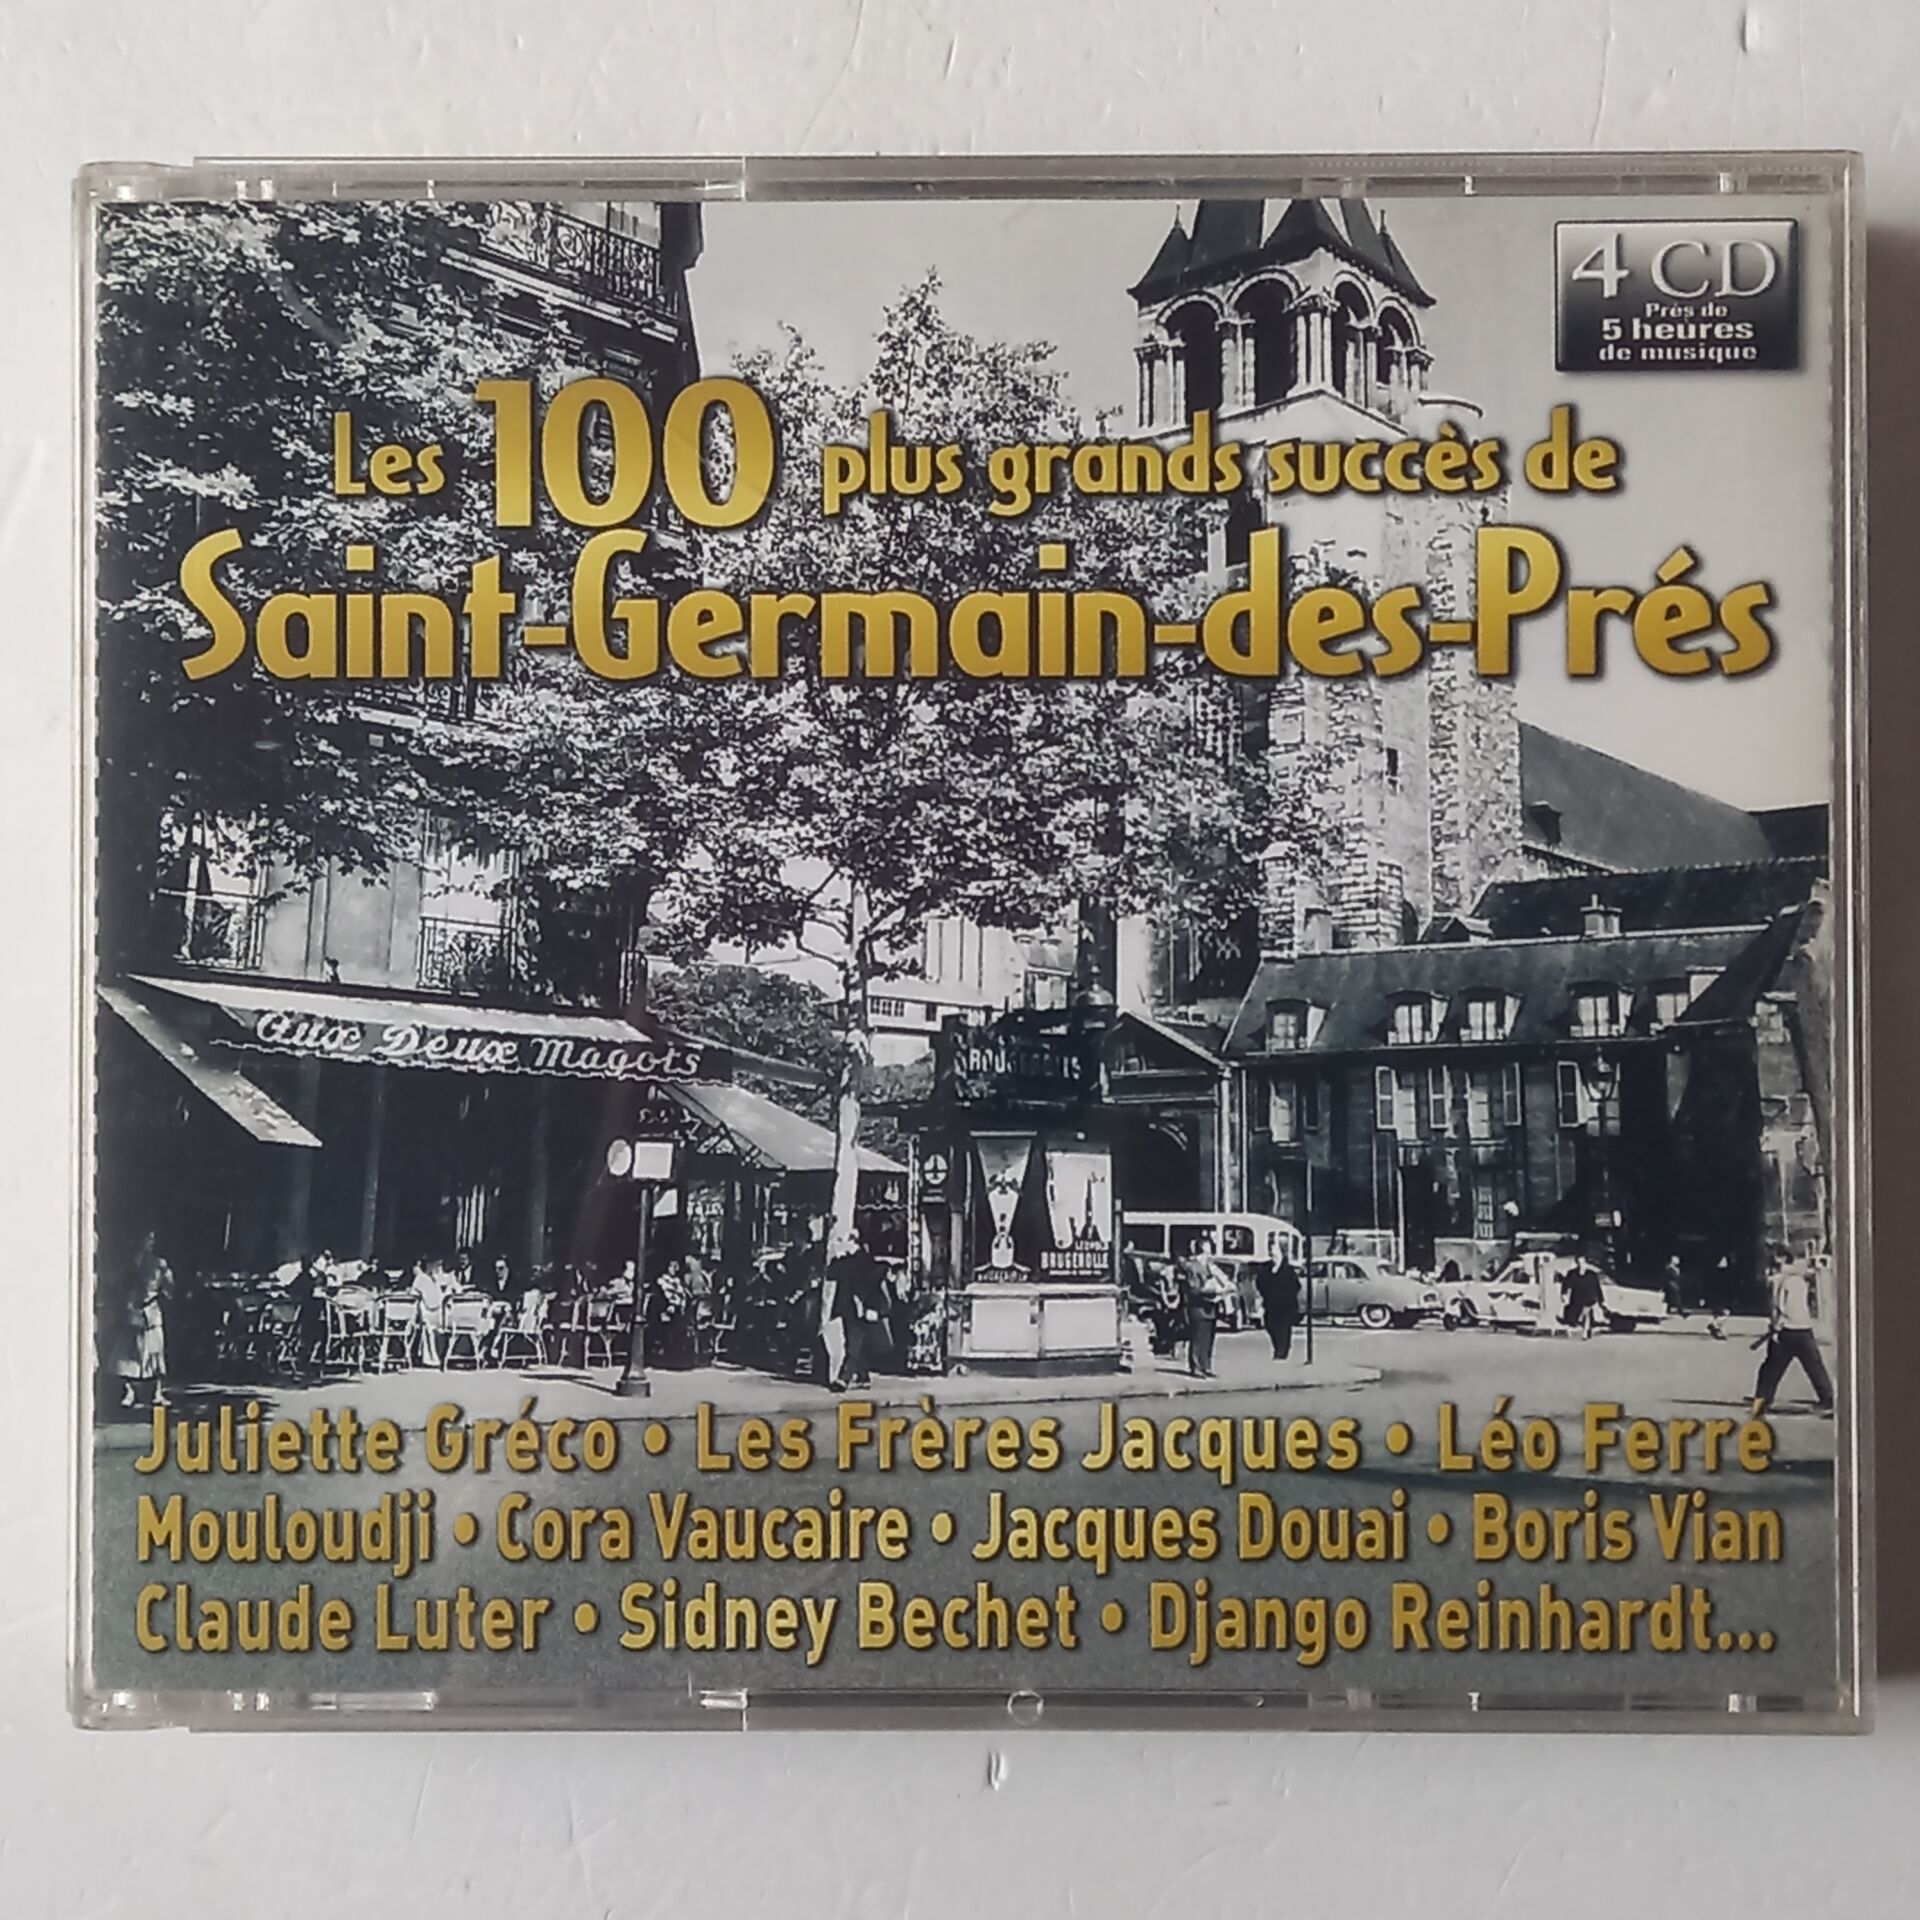 4 CD
Près de
5 heures
de musique
Les 100 plus grands succès de
Saint-Germain-des-Prés
Aux Deux Magots
Juliette Gréco • Les Frères Jacques • Léo Ferré
Mouloudji • Cora Vaucaire • Jacques Douai • Boris Vian
Claude Luter • Sidney Bechet • Django Reinhardt...